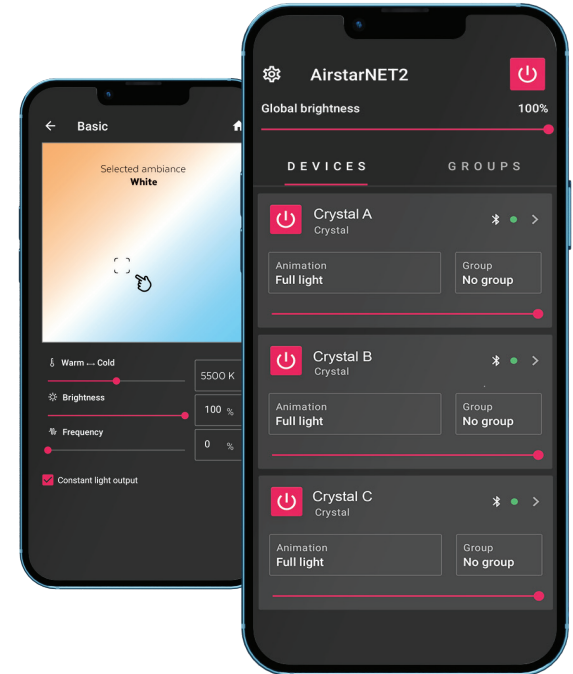 Basic
Selected ambiance
White
Warm ↔ Cold
5500 K
Brightness
100 %
Frequency
0 %
Constant light output
AirstarNET2
Global brightness 100%
DEVICES GROUPS
Crystal A
Crystal
Animation Group
Full light No group
Crystal B
Crystal
Animation Group
Full light No group
Crystal C
Crystal
Animation Group
Full light No group